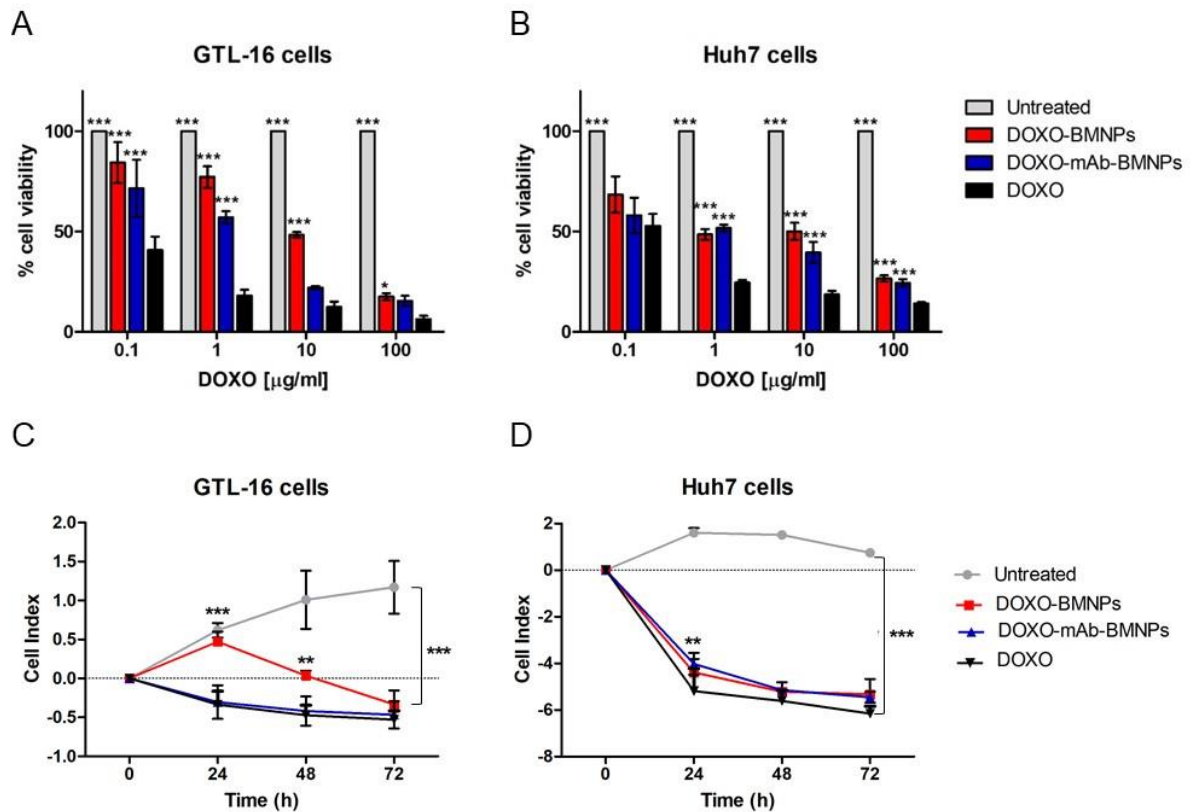 A
GTL-16 cells
% cell viability
100
50
0
*** *** *** *** *** *** *** *** *** *
0.1 1 10 100
DOXO [μg/ml]
B
Huh7 cells
% cell viability
100
50
0
*** *** *** *** *** *** *** *** *** ***
0.1 1 10 100
DOXO [μg/ml]
Untreated
DOXO-BMNPs
DOXO-mAb-BMNPs
DOXO
C
GTL-16 cells
Cell Index
2.0
1.5
1.0
0.5
0.0
-0.5
-1.0
***
**
***
0 24 48 72
Time (h)
D
Huh7 cells
Cell Index
2
0
-2
-4
-6
-8
**
***
0 24 48 72
Time (h)
Untreated
DOXO-BMNPs
DOXO-mAb-BMNPs
DOXO